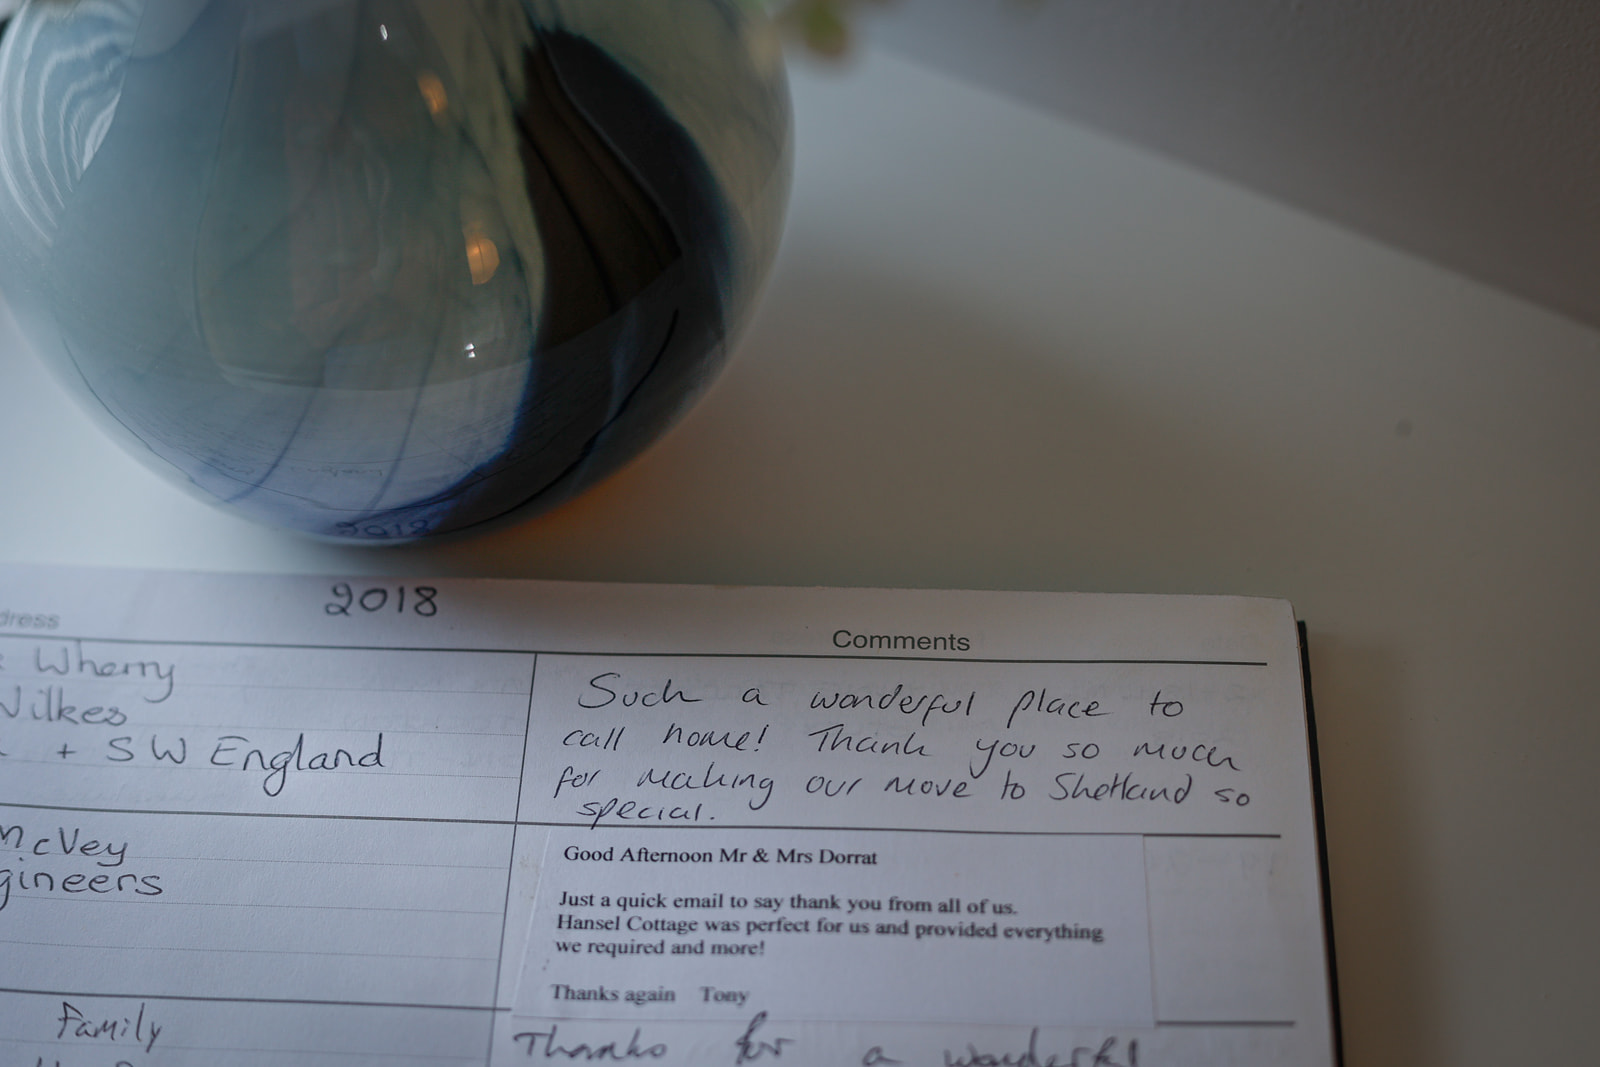 2018
dress
Comments
Wherry
Wilkes
+ SW England
Such a wonderful place to
call home! Thank you so much
for making our move to Shetland so
special.
McVey
gineers
Good Afternoon Mr & Mrs Dorrat
Just a quick email to say thank you from all of us.
Hansel Cottage was perfect for us and provided everything
we required and more!
Thanks again Tony
Family
Thanks for a wonderful